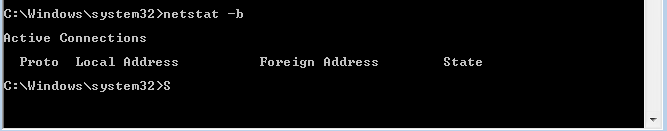 C:\Windows\system32>netstat -b
Active Connections
Proto Local Address Foreign Address State
C:\Windows\system32>S